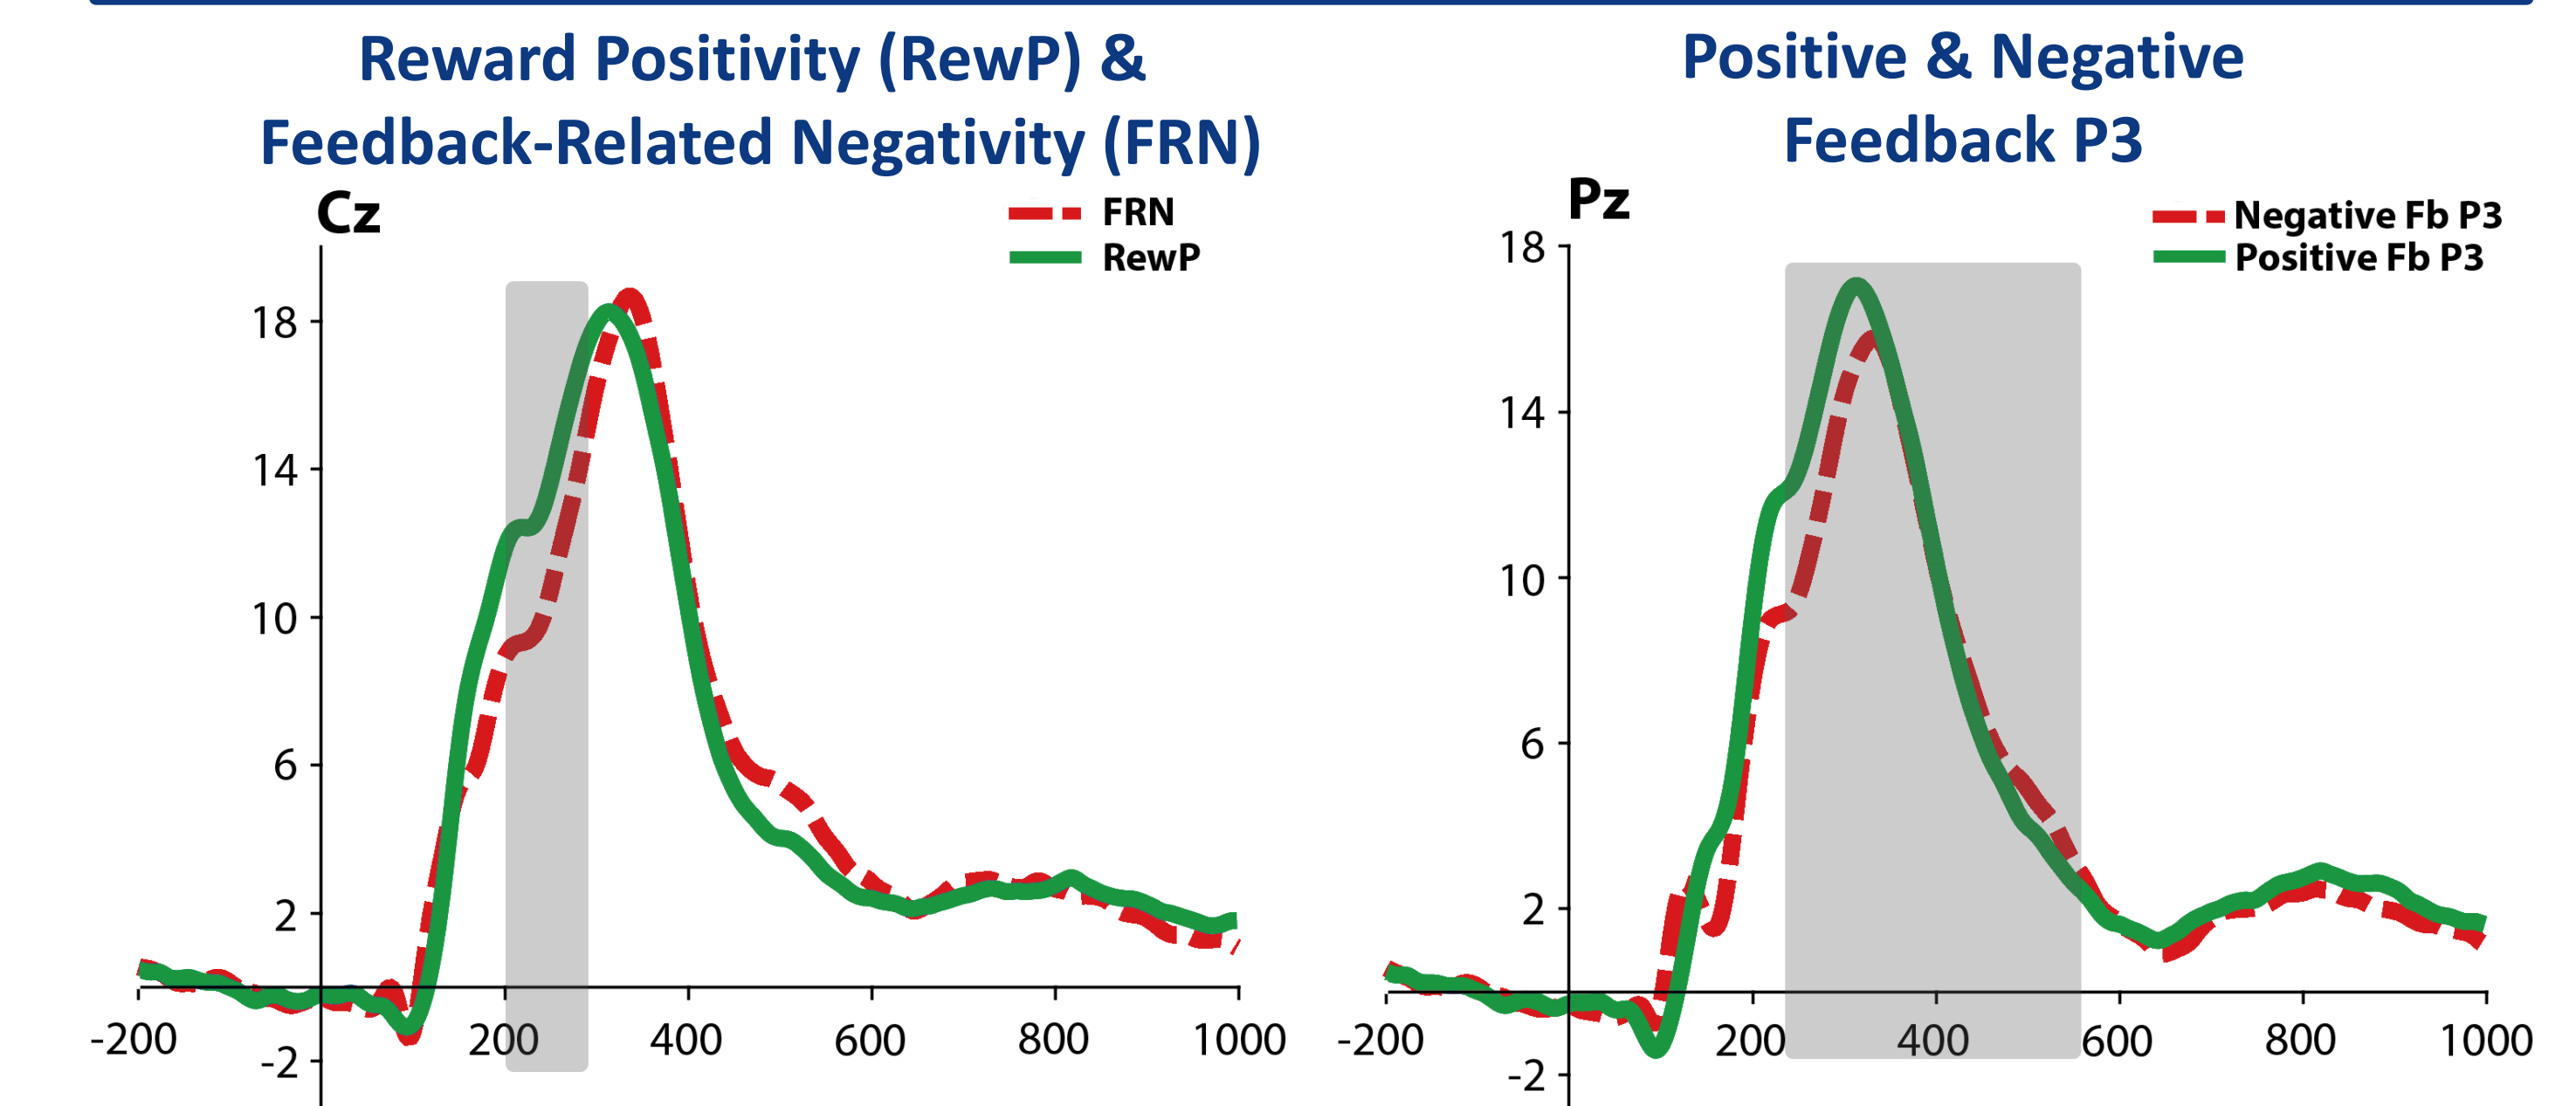 Reward Positivity (RewP) &
Feedback-Related Negativity (FRN)
Cz
FRN
RewP
18
14
10
6
2
-2
-200
200
400
600
800
1000
Positive & Negative
Feedback P3
Pz
Negative Fb P3
Positive Fb P3
18
14
10
6
2
-2
-200
200
400
600
800
1000